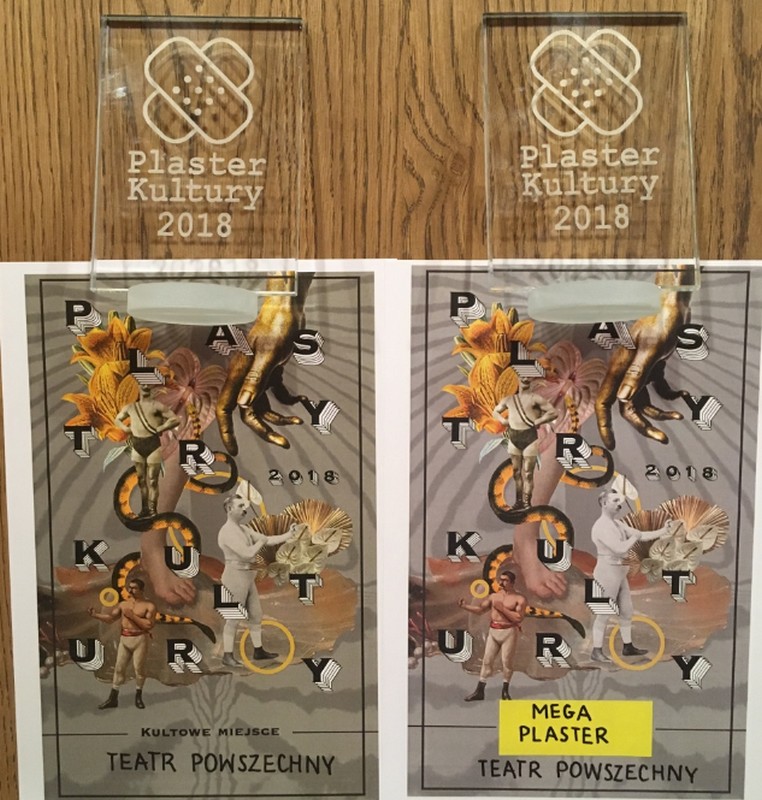 Plaster
Kultury
2018
Plaster
Kultury
2018
PLASTRY
2018
KULTURY
KULTOWE MIEJSCE
TEATR POWSZECHNY
PLASTRY
2018
KULTURY
MEGA
PLASTER
TEATR POWSZECHNY